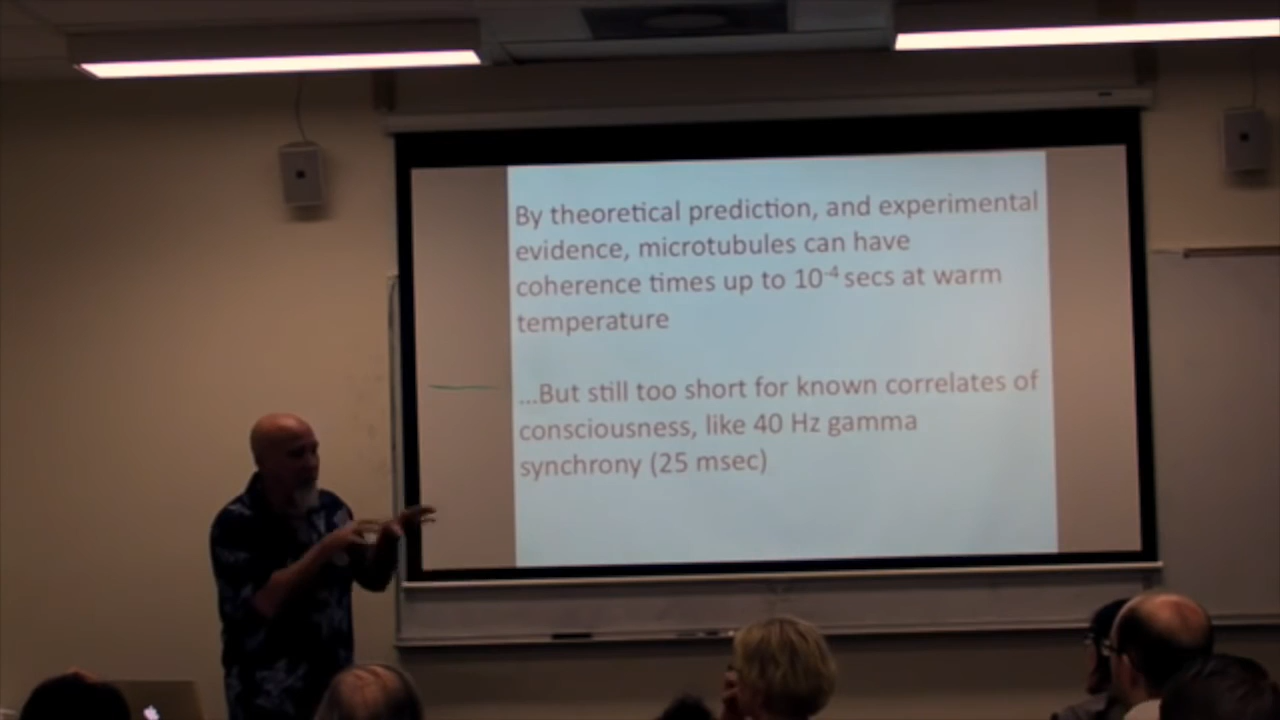 By theoretical prediction, and experimental
evidence, microtubules can have
coherence times up to 10⁻⁴ secs at warm
temperature
...But still too short for known correlates of
consciousness, like 40 Hz gamma
synchrony (25 msec)